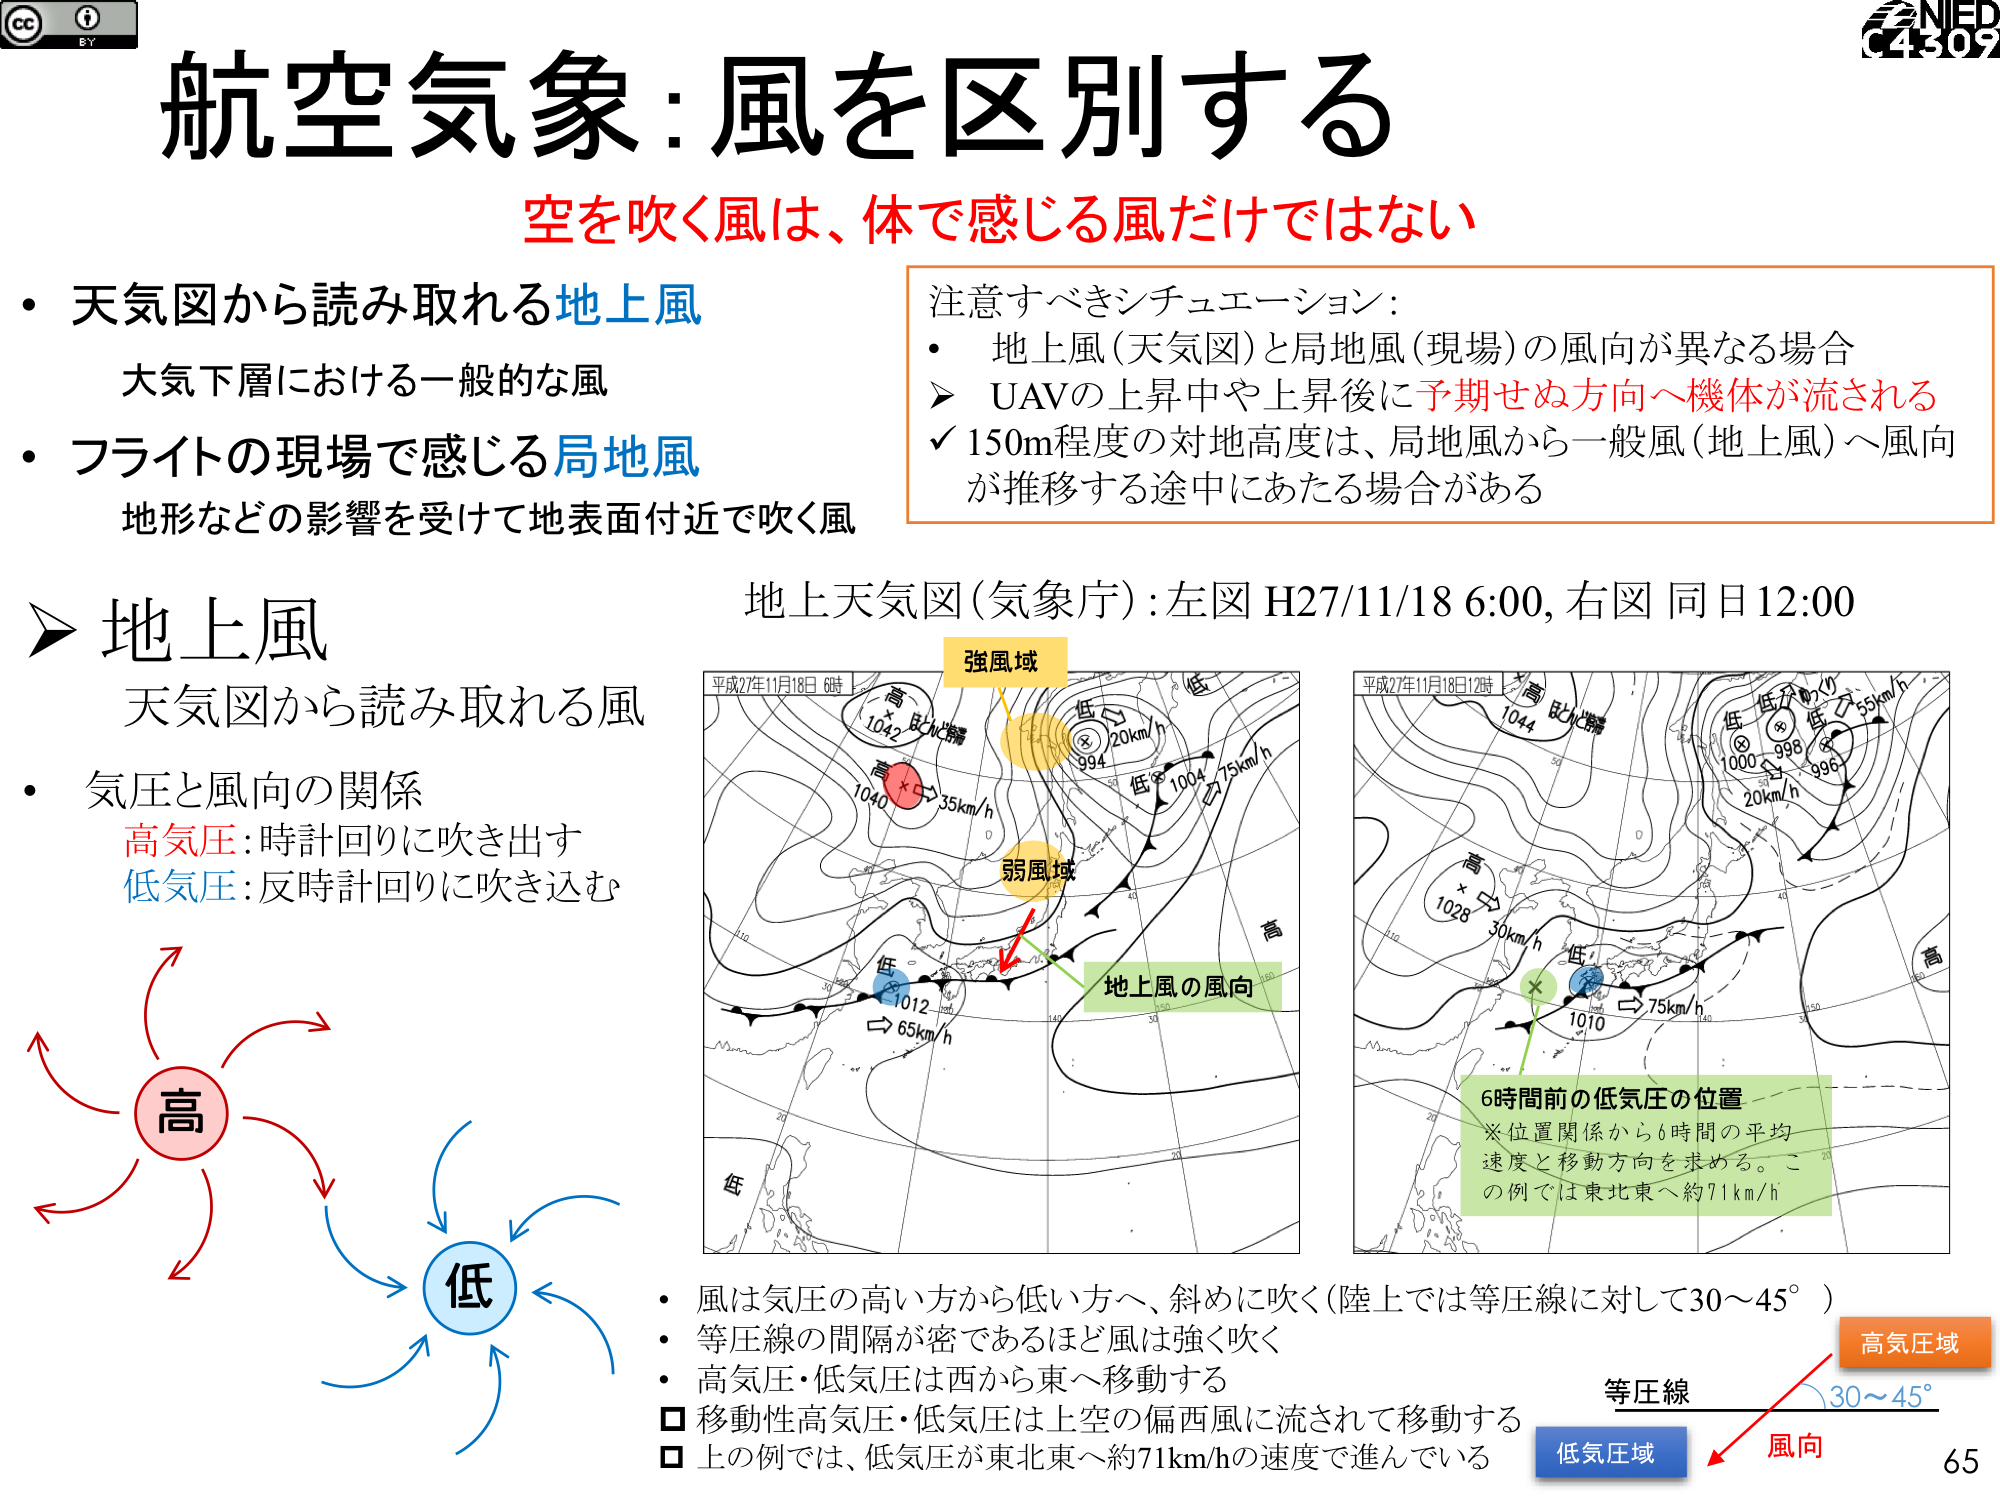 cc
BY
NIED
C4309
航空気象:風を区別する
空を吹く風は、体で感じる風だけではない
• 天気図から読み取れる地上風
大気下層における一般的な風
• フライトの現場で感じる局地風
地形などの影響を受けて地表面付近で吹く風
注意すべきシチュエーション:
• 地上風(天気図)と局地風(現場)の風向が異なる場合
➢ UAVの上昇中や上昇後に予期せぬ方向へ機体が流される
✓ 150m程度の対地高度は、局地風から一般風(地上風)へ風向
が推移する途中にあたる場合がある
➢ 地上風
天気図から読み取れる風
• 気圧と風向の関係
高気圧:時計回りに吹き出す
低気圧:反時計回りに吹き込む
高
低
地上天気図(気象庁):左図 H27/11/18 6:00, 右図 同日12:00
強風域
平成27年11月18日 6時
高
1042
ほとんど停滞
高
1040
35km/h
低
20km/h
994
低
低
1004
75km/h
弱風域
高
低
1012
65km/h
地上風の風向
低
平成27年11月18日12時
高
1044
ほとんど停滞
低
1000
20km/h
低
998
ゆっくり
低
996
55km/h
高
1028
30km/h
低
1010
75km/h
高
6時間前の低気圧の位置
※位置関係から6時間の平均
速度と移動方向を求める。こ
の例では東北東へ約71km/h
• 風は気圧の高い方から低い方へ、斜めに吹く(陸上では等圧線に対して30~45°)
• 等圧線の間隔が密であるほど風は強く吹く
• 高気圧・低気圧は西から東へ移動する
□ 移動性高気圧・低気圧は上空の偏西風に流されて移動する
□ 上の例では、低気圧が東北東へ約71km/hの速度で進んでいる
高気圧域
等圧線
30~45°
低気圧域
風向
65